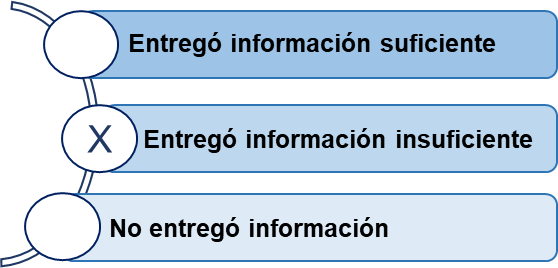 Entregó información suficiente
X Entregó información insuficiente
No entregó información